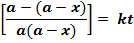 [a − (a − x) / a(a − x)] = kt